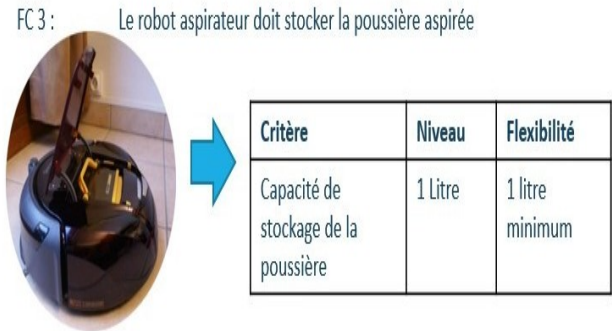 FC 3 : Le robot aspirateur doit stocker la poussière aspirée
Critère Niveau Flexibilité
Capacité de 1 Litre 1 litre
stockage de la minimum
poussière